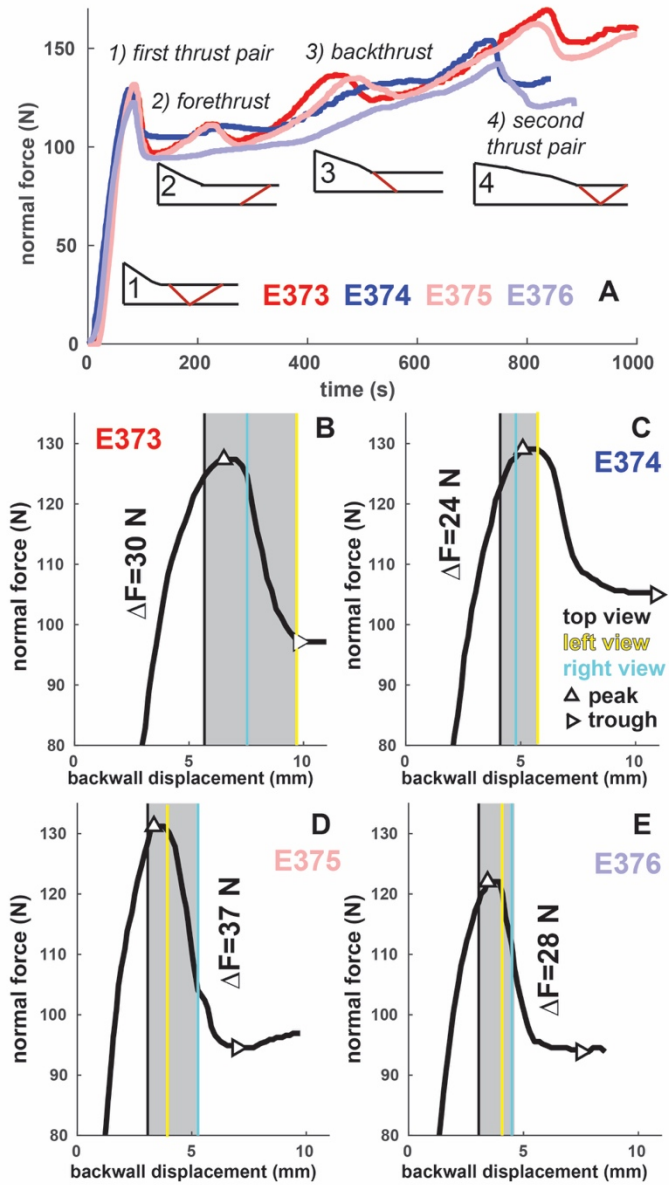 1) first thrust pair
3) backthrust
2) forethrust
4) second
thrust pair
2
3
4
1
E373 E374 E375 E376 A
normal force (N)
150
100
50
0
0 200 400 600 800 1000
time (s)
B
E373
ΔF=30 N
normal force (N)
130
120
110
100
90
80
0 5 10
backwall displacement (mm)
C
E374
ΔF=24 N
normal force (N)
130
120
110
100
90
80
top view
left view
right view
△ peak
▷ trough
0 5 10
backwall displacement (mm)
D
E375
ΔF=37 N
normal force (N)
130
120
110
100
90
80
0 5 10
backwall displacement (mm)
E
E376
ΔF=28 N
normal force (N)
130
120
110
100
90
80
0 5 10
backwall displacement (mm)